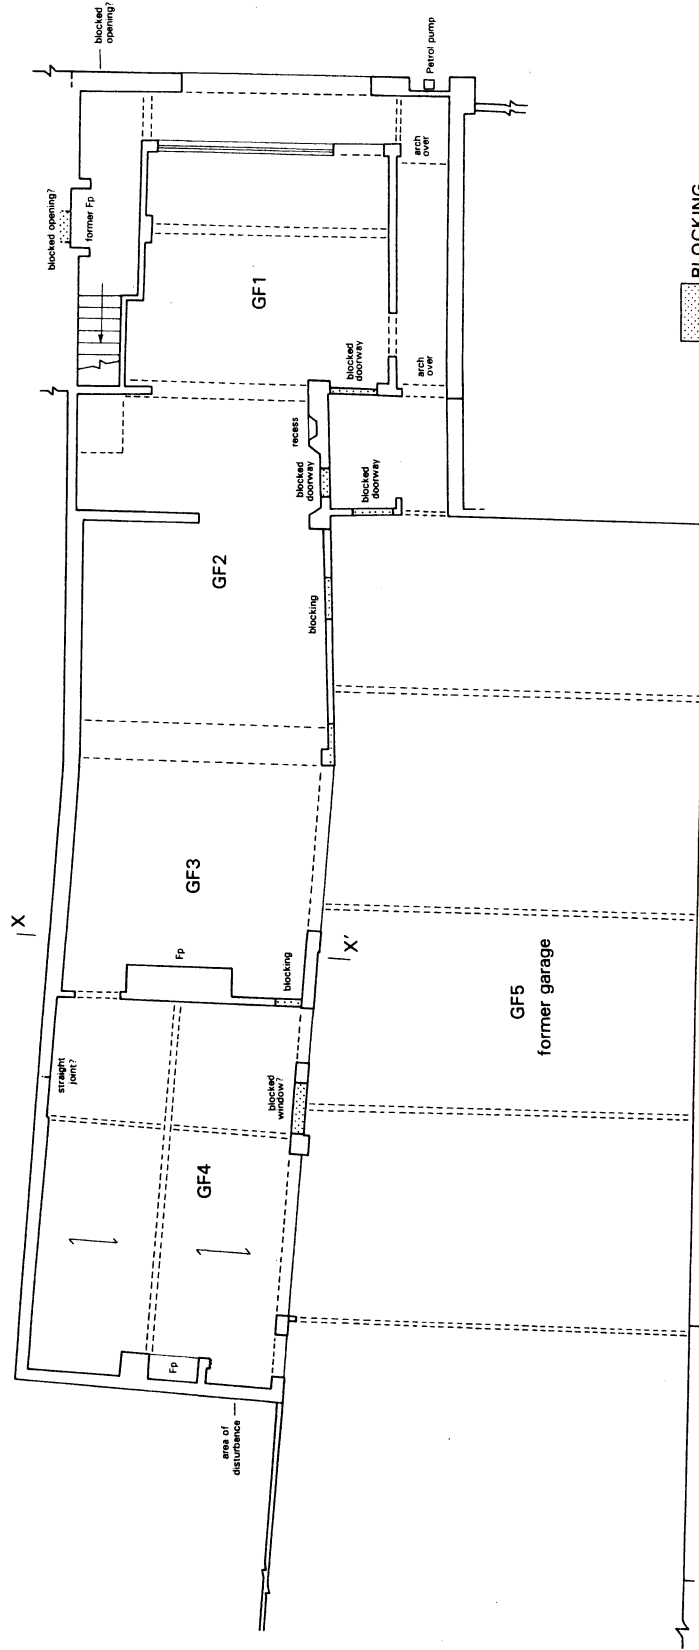 blocked
opening?
Petrol pump
blocked opening?
former Fp
arch
over
GF1
blocked
doorway
arch
over
recess
blocked
doorway
blocked
doorway
GF2
blocking
GF3
X
X′
Fp
blocking
GF5
former garage
straight
joint?
blocked
window?
GF4
Fp
area of
disturbance
BLOCKING